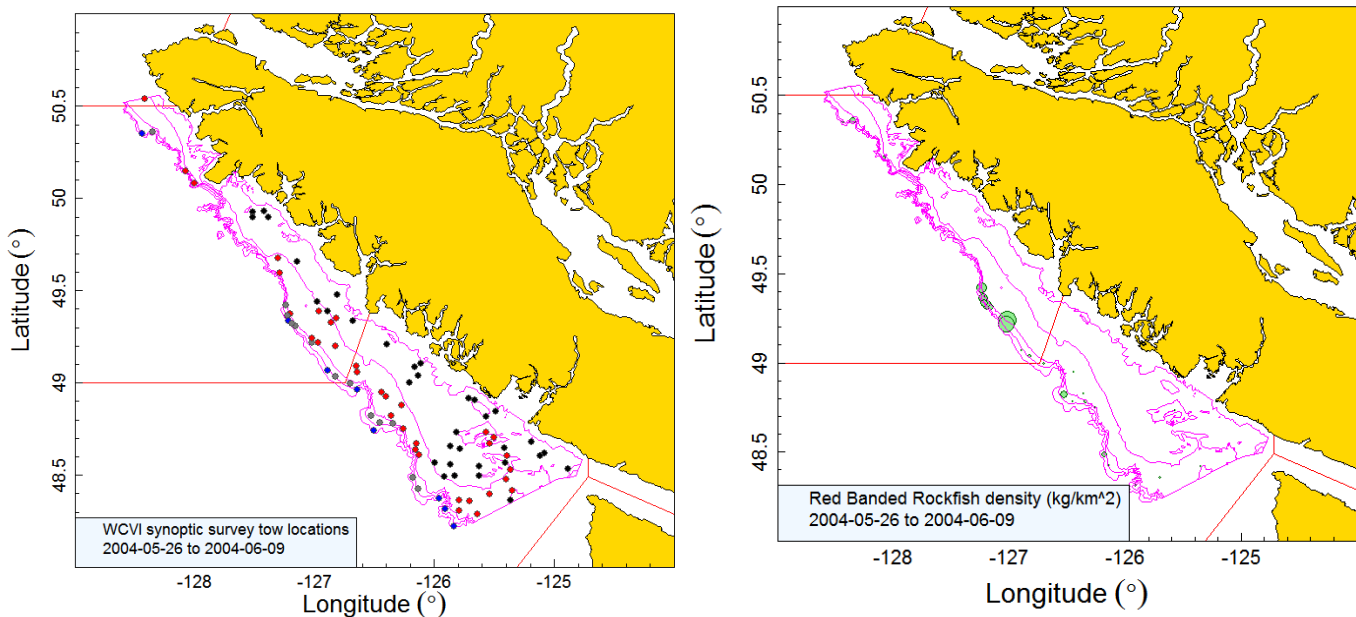 50.5
50
49.5
49
48.5
Latitude (°)
WCVI synoptic survey tow locations
2004-05-26 to 2004-06-09
-128
-127
-126
-125
Longitude (°)
50.5
50
49.5
49
48.5
Latitude (°)
Red Banded Rockfish density (kg/km^2)
2004-05-26 to 2004-06-09
-128
-127
-126
-125
Longitude (°)